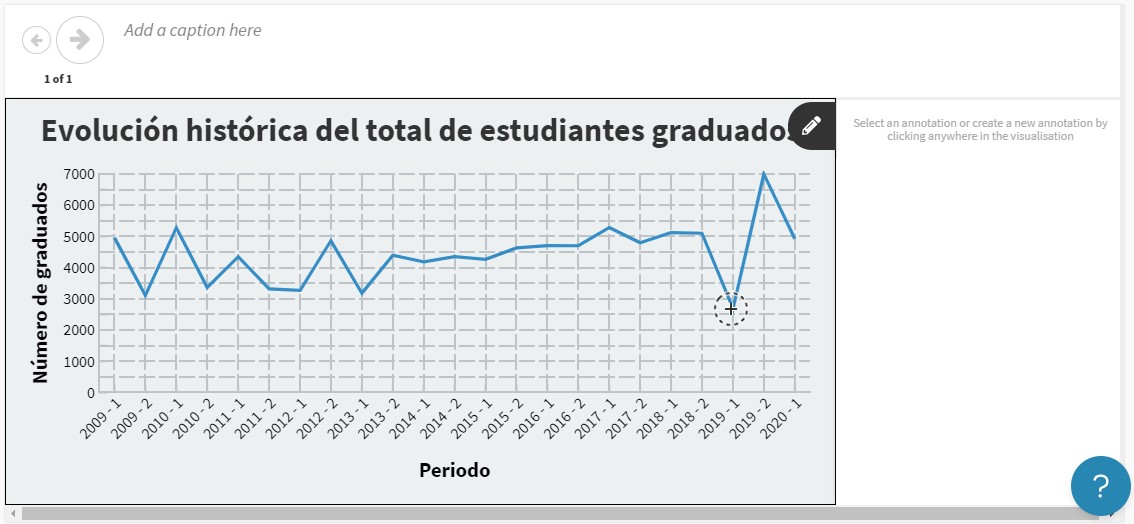 Add a caption here
1 of 1
Evolución histórica del total de estudiantes graduados
Select an annotation or create a new annotation by
clicking anywhere in the visualisation
Número de graduados
7000
6000
5000
4000
3000
2000
1000
0
2009 - 1
2009 - 2
2010 - 1
2010 - 2
2011 - 1
2011 - 2
2012 - 1
2012 - 2
2013 - 1
2013 - 2
2014 - 1
2014 - 2
2015 - 1
2015 - 2
2016 - 1
2016 - 2
2017 - 1
2017 - 2
2018 - 1
2018 - 2
2019 - 1
2019 - 2
2020 - 1
Periodo
?